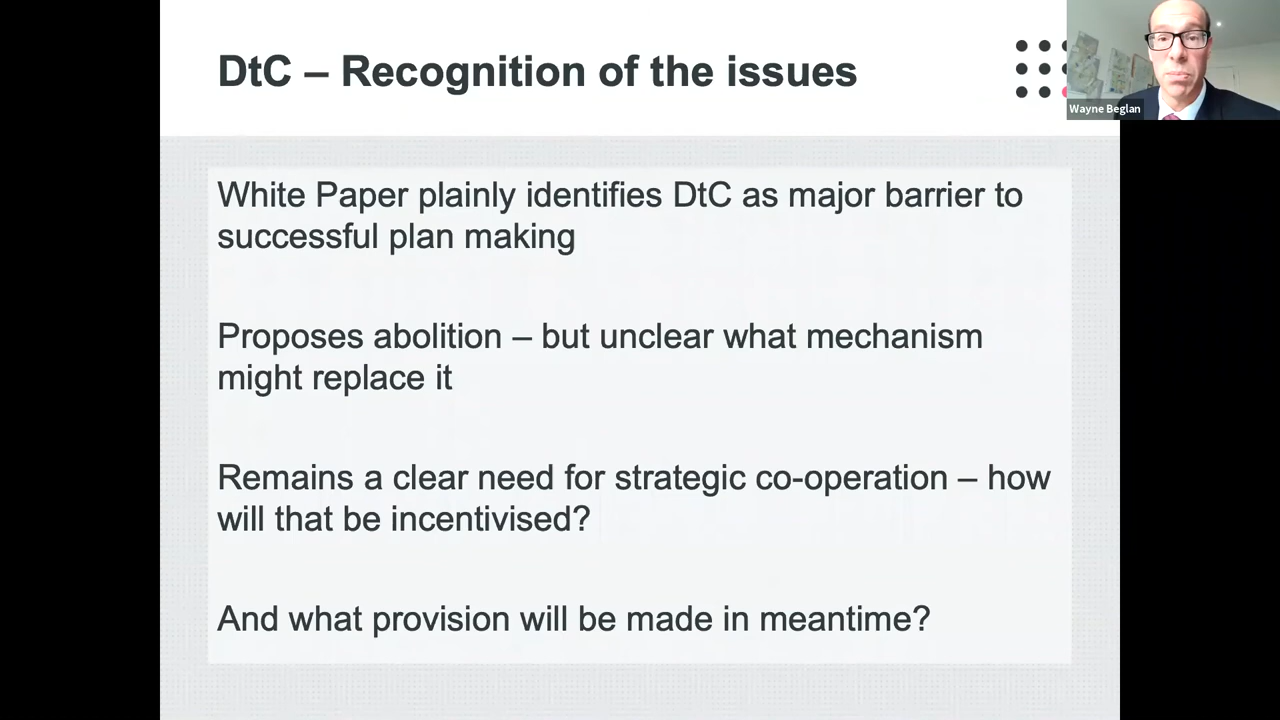 DtC – Recognition of the issues
Wayne Beglan
White Paper plainly identifies DtC as major barrier to
successful plan making
Proposes abolition – but unclear what mechanism
might replace it
Remains a clear need for strategic co-operation – how
will that be incentivised?
And what provision will be made in meantime?